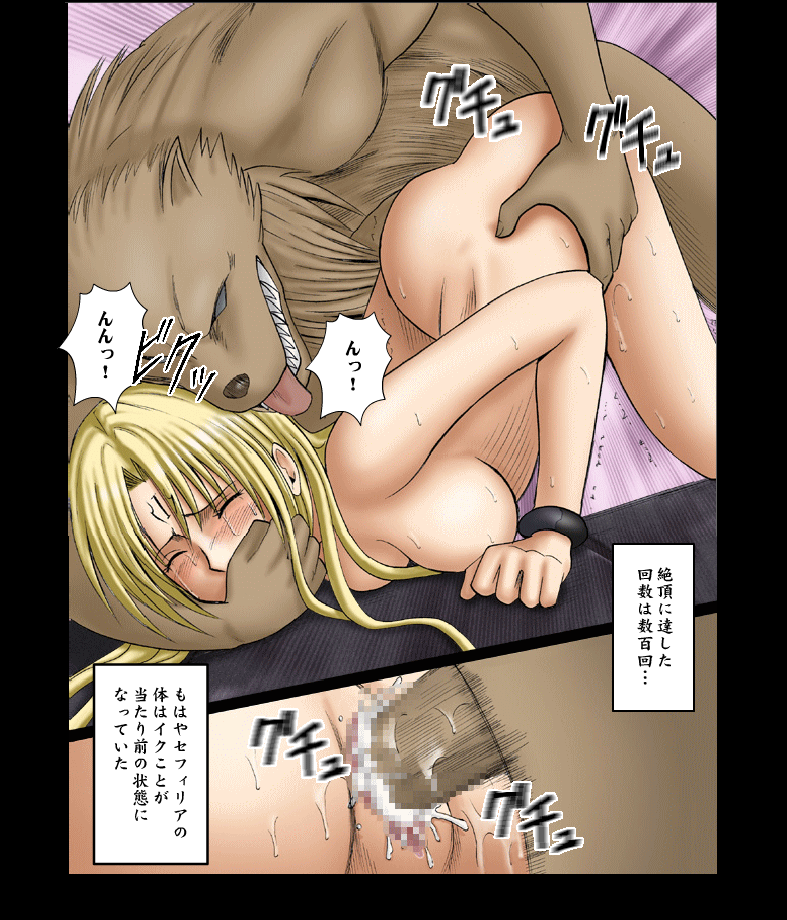 グチュ
グチュ
んっ！
んんっ！
ビクッ
絶頂に達した
回数は数百回…
グチュ
グチュ
もはやセフィリアの
体はイクことが
当たり前の状態に
なっていた